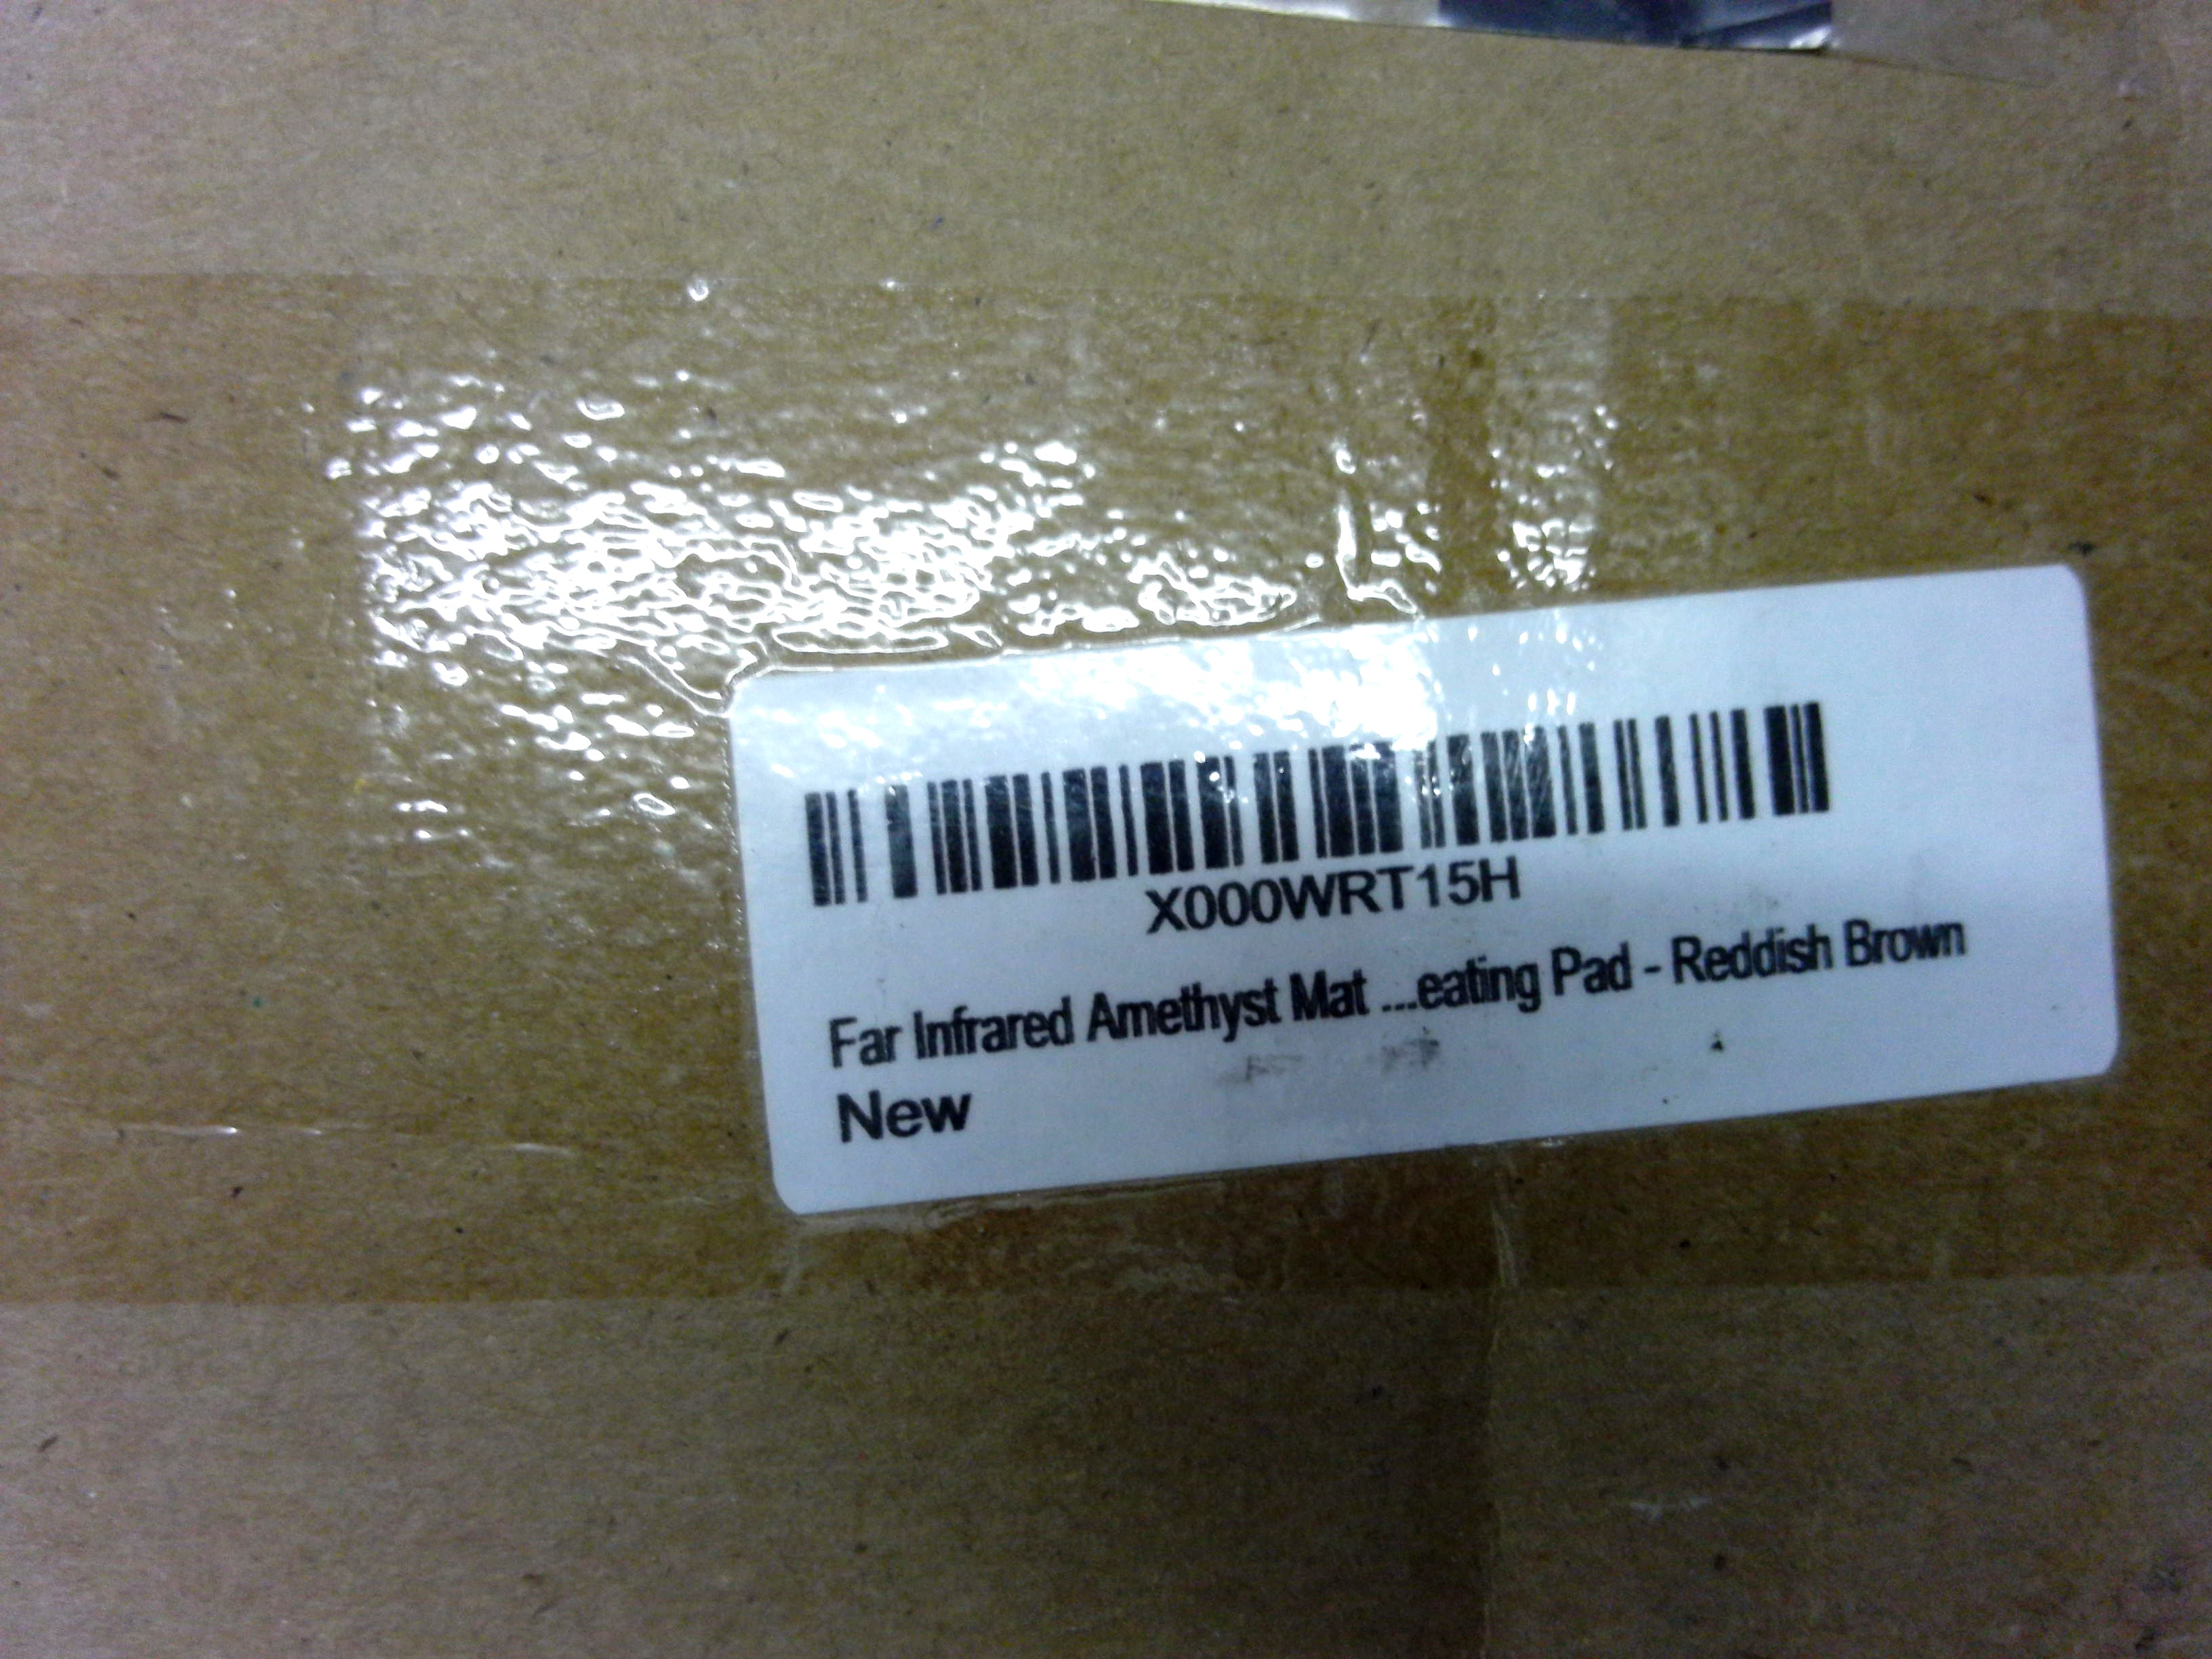 X000WRT15H
Far Infrared Amethyst Mat ...eating Pad - Reddish Brown
New